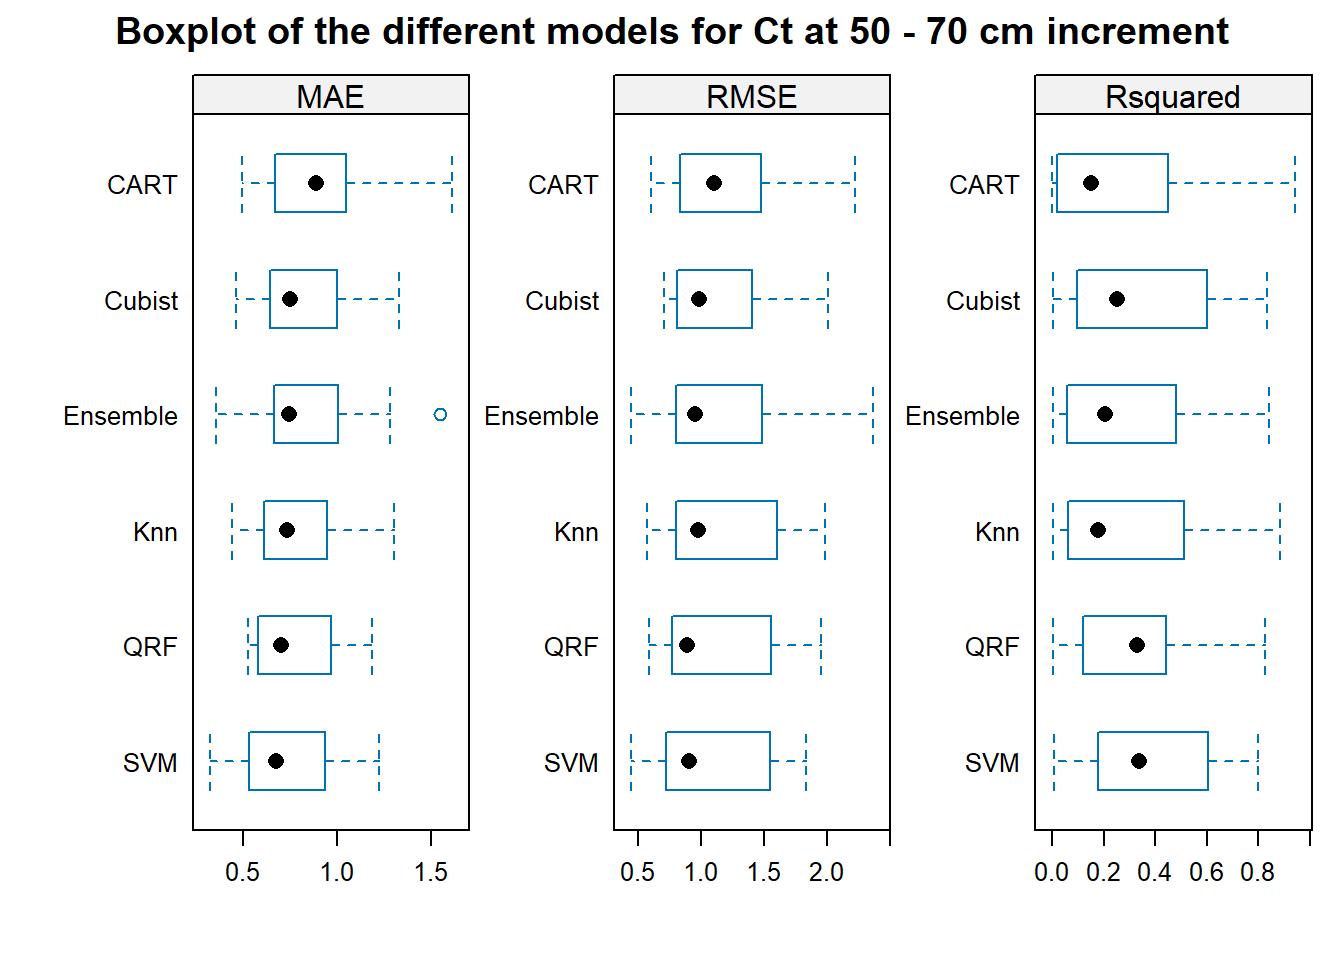 Boxplot of the different models for Ct at 50 - 70 cm increment
MAE
CART
Cubist
Ensemble
Knn
QRF
SVM
0.5 1.0 1.5
RMSE
CART
Cubist
Ensemble
Knn
QRF
SVM
0.5 1.0 1.5 2.0
Rsquared
CART
Cubist
Ensemble
Knn
QRF
SVM
0.0 0.2 0.4 0.6 0.8